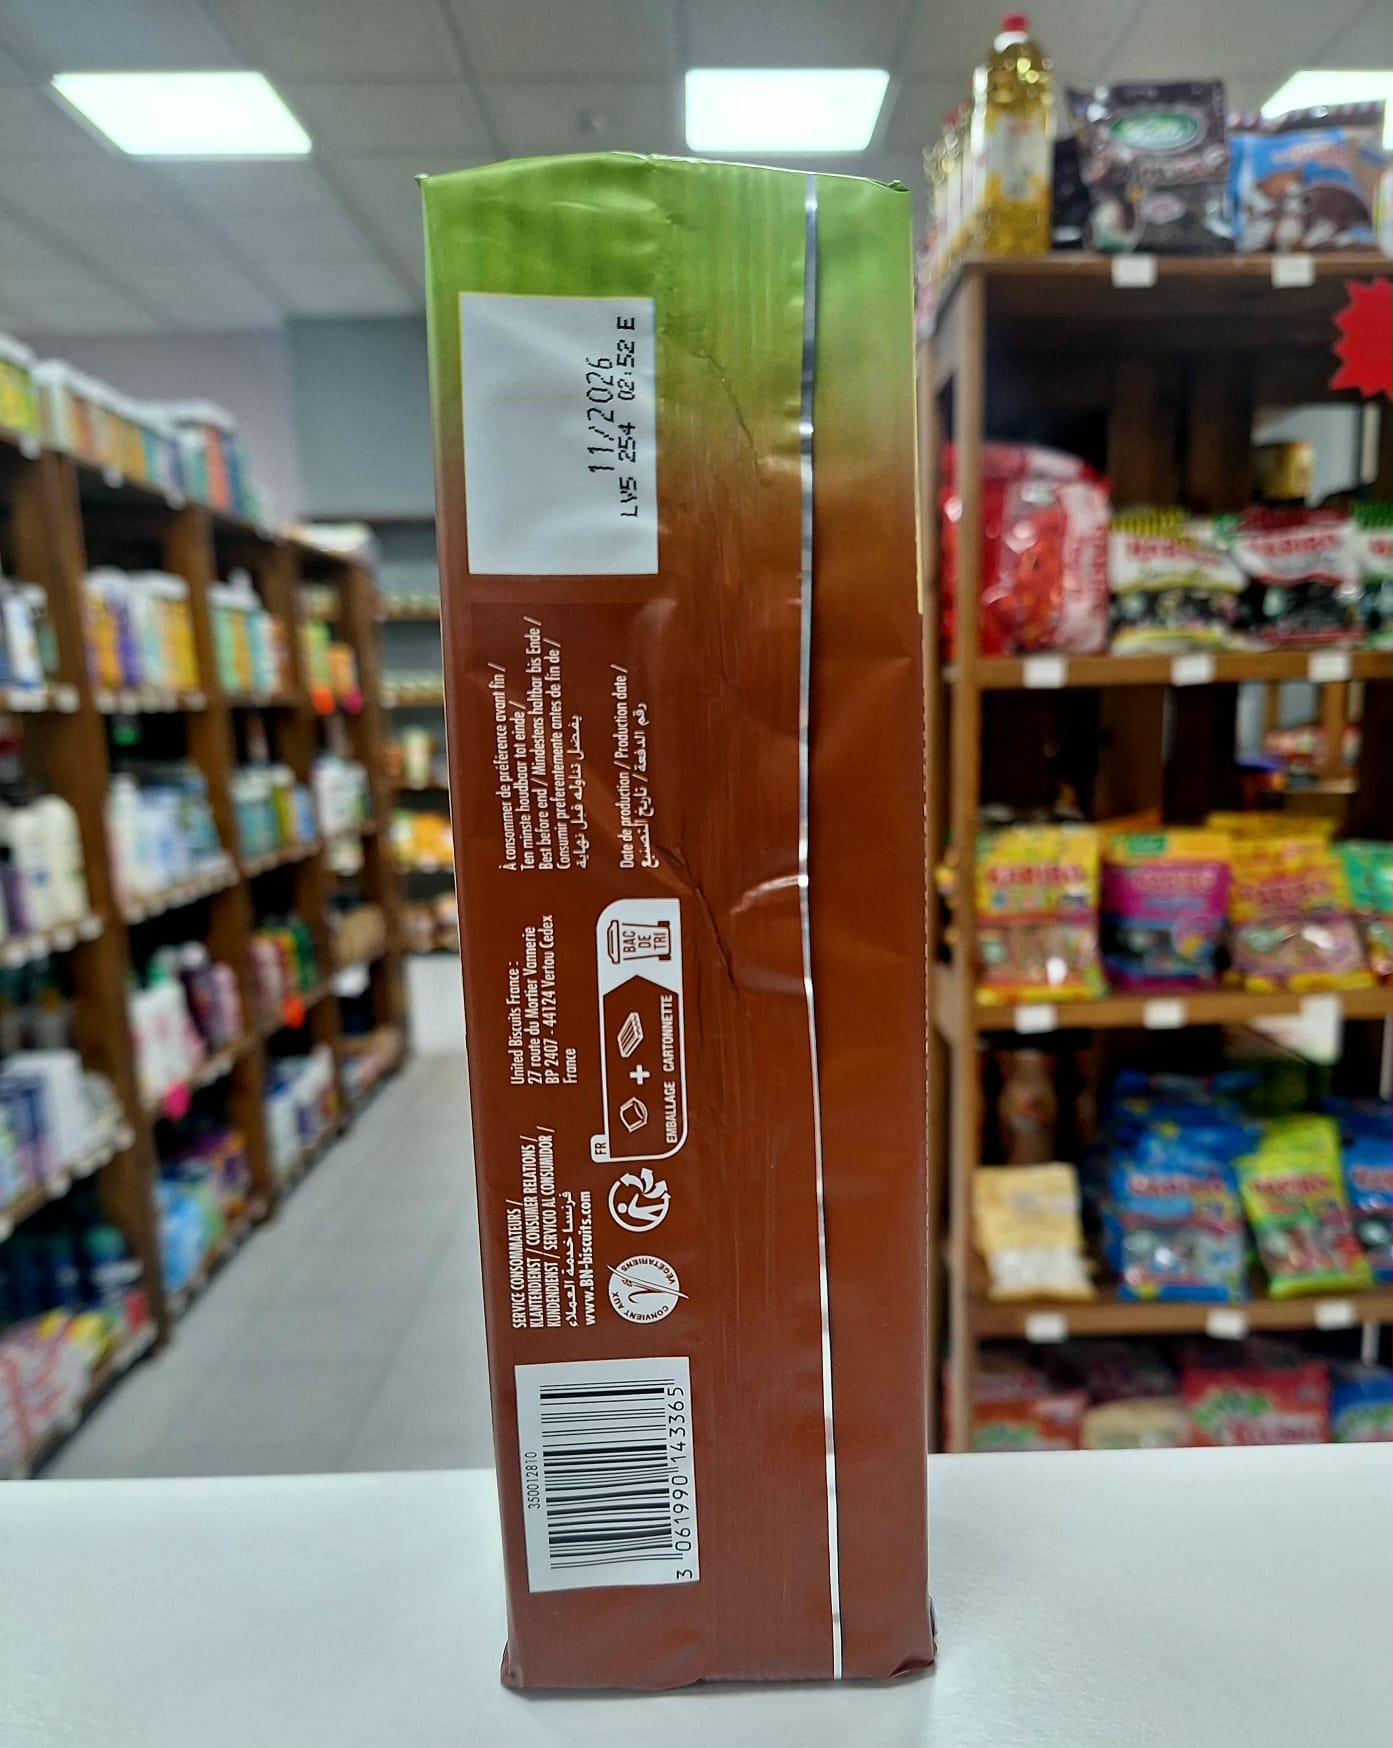 11/2026
LV5 254 02:52 E
À consommer de préférence avant fin /
Ten minste houdbaar tot einde /
Best before end / Mindestens haltbar bis Ende /
Consumir preferentemente antes de fin de /
يفضل تناوله قبل نهاية
Date de production / Production date /
رقم الدفعة / تاريخ التصنيع
United Biscuits France :
27 route du Mortier Vannerie
BP 2407 - 44124 Vertou Cedex
France
FR
BAC
DE
TRI
EMBALLAGE CARTONNETTE
SERVICE CONSOMMATEURS /
KLANTENDIENST / CONSUMER RELATIONS /
KUNDENDIENST / SERVICIO AL CONSUMIDOR /
فرنسا خدمة العملاء
www.BN-biscuits.com
CONVIENT AUX VÉGÉTARIENS
350012810
3 061990 143365